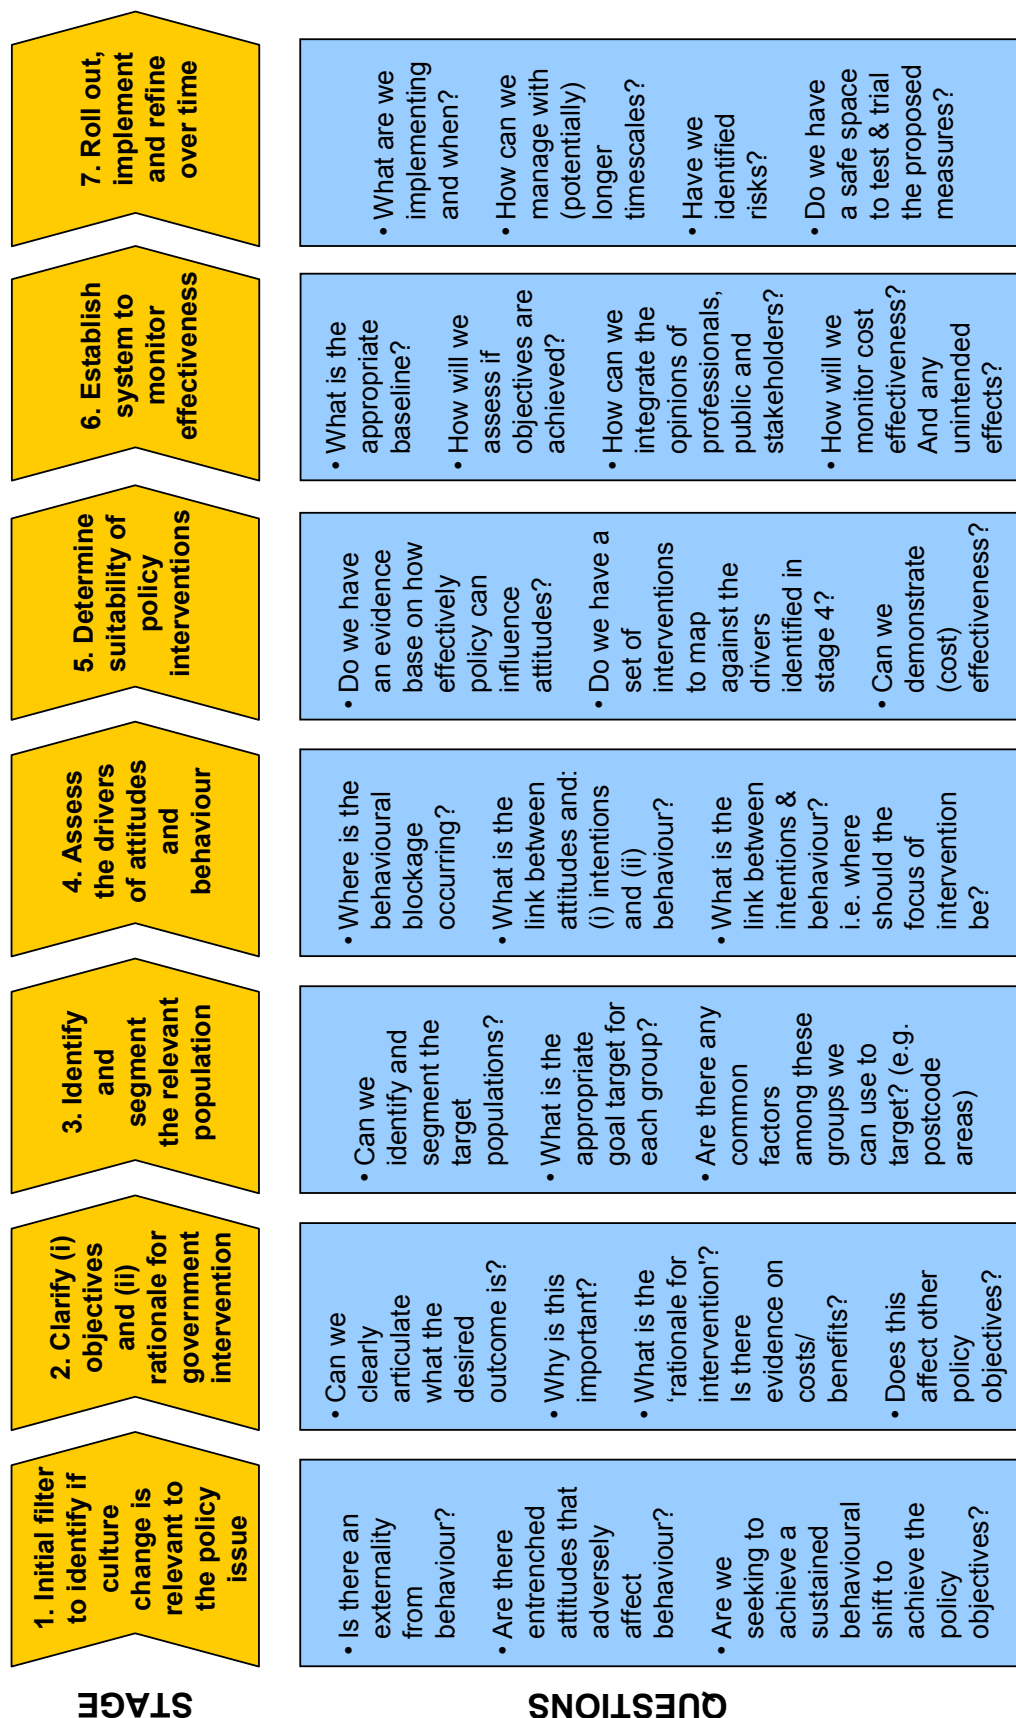 STAGE
1. Initial filter
to identify if
culture
change is
relevant to
the policy
issue
2. Clarify (i)
objectives
and (ii)
rationale for
government
intervention
3. Identify
and
segment
the relevant
population
4. Assess
the drivers
of attitudes
and
behaviour
5. Determine
suitability of
policy
interventions
6. Establish
system to
monitor
effectiveness
7. Roll out,
implement
and refine
over time
QUESTIONS
• Is there an
externality
from
behaviour?
• Are there
entrenched
attitudes that
adversely
affect
behaviour?
• Are we
seeking to
achieve a
sustained
behavioural
shift to
achieve the
policy
objectives?
• Can we
clearly
articulate
what the
desired
outcome is?
• Why is this
important?
• What is the
‘rationale for
intervention'?
Is there
evidence on
costs/
benefits?
• Does this
affect other
policy
objectives?
• Can we
identify and
segment the
target
populations?
• What is the
appropriate
goal target for
each group?
• Are there any
common
factors
among these
groups we
can use to
target? (e.g.
postcode
areas)
• Where is the
behavioural
blockage
occurring?
• What is the
link between
attitudes and:
(i) intentions
and (ii)
behaviour?
• What is the
link between
intentions &
behaviour?
i.e. where
should the
focus of
intervention
be?
• Do we have
an evidence
base on how
effectively
policy can
influence
attitudes?
• Do we have a
set of
interventions
to map
against the
drivers
identified in
stage 4?
• Can we
demonstrate
(cost)
effectiveness?
• What is the
appropriate
baseline?
• How will we
assess if
objectives are
achieved?
• How can we
integrate the
opinions of
professionals,
public and
stakeholders?
• How will we
monitor cost
effectiveness?
And any
unintended
effects?
• What are we
implementing
and when?
• How can we
manage with
(potentially)
longer
timescales?
• Have we
identified
risks?
• Do we have
a safe space
to test & trial
the proposed
measures?